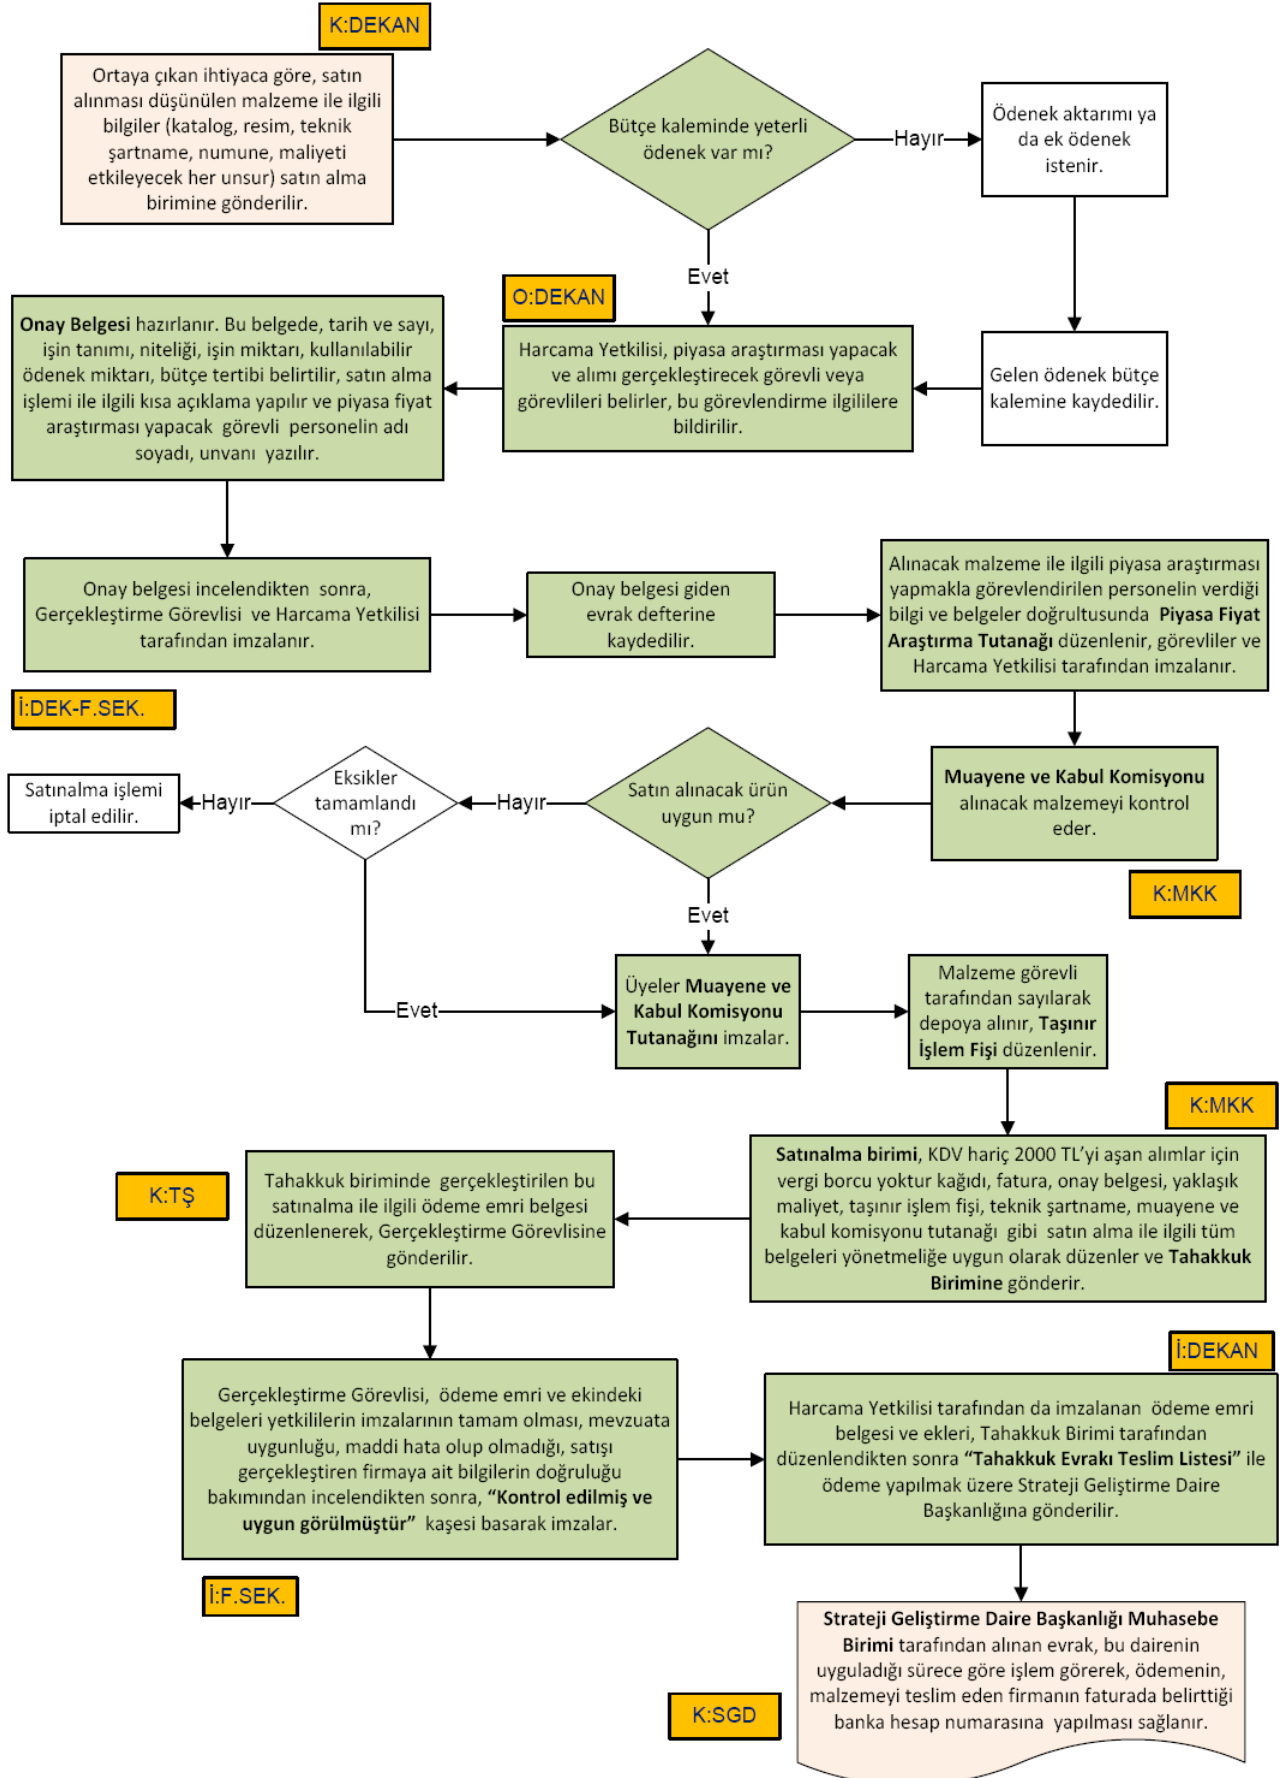 K:DEKAN
Ortaya çıkan ihtiyaca göre, satın
alınması düşünülen malzeme ile ilgili
bilgiler (katalog, resim, teknik
şartname, numune, maliyeti
etkileyecek her unsur) satın alma
birimine gönderilir.
Bütçe kaleminde yeterli
ödenek var mı?
Hayır
Ödenek aktarımı ya
da ek ödenek
istenir.
Evet
Gelen ödenek bütçe
kalemine kaydedilir.
O:DEKAN
Harcama Yetkilisi, piyasa araştırması yapacak
ve alımı gerçekleştirecek görevli veya
görevlileri belirler, bu görevlendirme ilgililere
bildirilir.
Onay Belgesi hazırlanır. Bu belgede, tarih ve sayı,
işin tanımı, niteliği, işin miktarı, kullanılabilir
ödenek miktarı, bütçe tertibi belirtilir, satın alma
işlemi ile ilgili kısa açıklama yapılır ve piyasa fiyat
araştırması yapacak görevli personelin adı
soyadı, unvanı yazılır.
Onay belgesi incelendikten sonra,
Gerçekleştirme Görevlisi ve Harcama Yetkilisi
tarafından imzalanır.
İ:DEK-F.SEK.
Onay belgesi giden
evrak defterine
kaydedilir.
Alınacak malzeme ile ilgili piyasa araştırması
yapmakla görevlendirilen personelin verdiği
bilgi ve belgeler doğrultusunda Piyasa Fiyat
Araştırma Tutanağı düzenlenir, görevliler ve
Harcama Yetkilisi tarafından imzalanır.
Muayene ve Kabul Komisyonu
alınacak malzemeyi kontrol
eder.
K:MKK
Satın alınacak ürün
uygun mu?
Hayır
Eksikler
tamamlandı
mı?
Hayır
Satınalma işlemi
iptal edilir.
Evet
Evet
Üyeler Muayene ve
Kabul Komisyonu
Tutanağını imzalar.
Malzeme görevli
tarafından sayılarak
depoya alınır, Taşınır
İşlem Fişi düzenlenir.
K:MKK
Satınalma birimi, KDV hariç 2000 TL’yi aşan alımlar için
vergi borcu yoktur kağıdı, fatura, onay belgesi, yaklaşık
maliyet, taşınır işlem fişi, teknik şartname, muayene ve
kabul komisyonu tutanağı gibi satın alma ile ilgili tüm
belgeleri yönetmeliğe uygun olarak düzenler ve Tahakkuk
Birimine gönderir.
K:TŞ
Tahakkuk biriminde gerçekleştirilen bu
satınalma ile ilgili ödeme emri belgesi
düzenlenerek, Gerçekleştirme Görevlisine
gönderilir.
Gerçekleştirme Görevlisi, ödeme emri ve ekindeki
belgeleri yetkililerin imzalarının tamam olması, mevzuata
uygunluğu, maddi hata olup olmadığı, satışı
gerçekleştiren firmaya ait bilgilerin doğruluğu
bakımından incelendikten sonra, “Kontrol edilmiş ve
uygun görülmüştür” kaşesi basarak imzalar.
İ:F.SEK.
İ:DEKAN
Harcama Yetkilisi tarafından da imzalanan ödeme emri
belgesi ve ekleri, Tahakkuk Birimi tarafından
düzenlendikten sonra “Tahakkuk Evrakı Teslim Listesi” ile
ödeme yapılmak üzere Strateji Geliştirme Daire
Başkanlığına gönderilir.
Strateji Geliştirme Daire Başkanlığı Muhasebe
Birimi tarafından alınan evrak, bu dairenin
uyguladığı sürece göre işlem görerek, ödemenin,
malzemeyi teslim eden firmanın faturada belirttiği
banka hesap numarasına yapılması sağlanır.
K:SGD